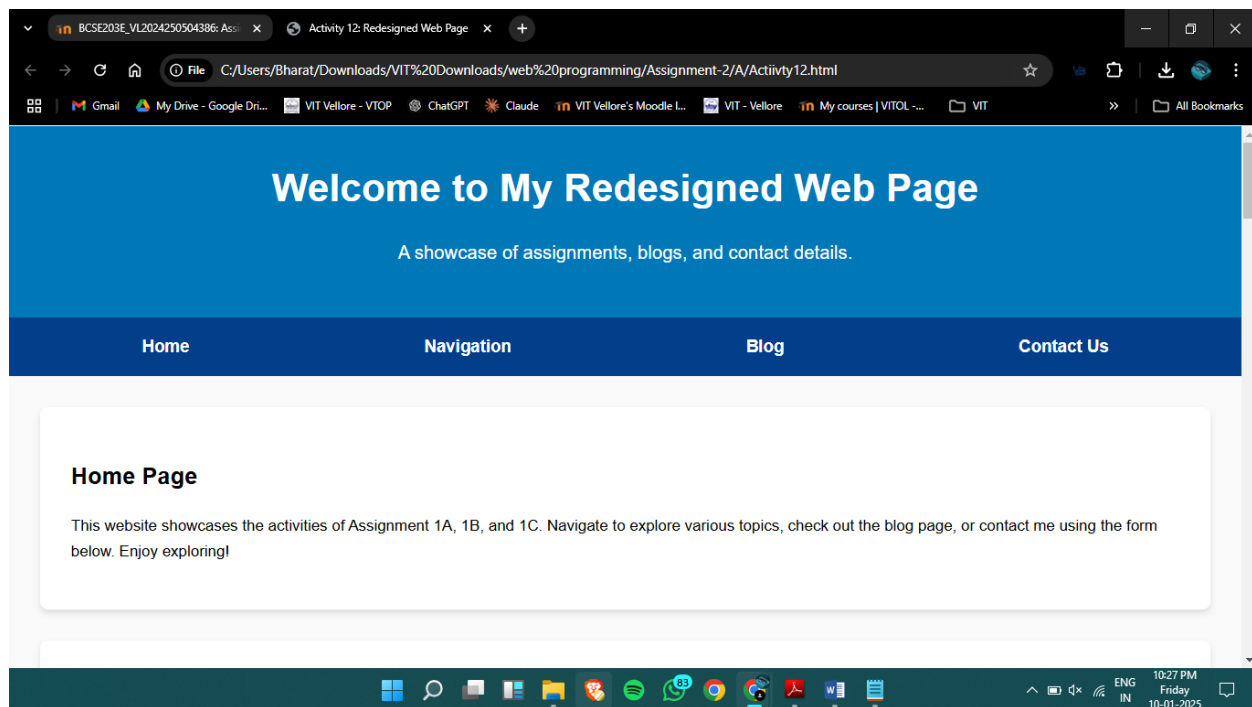 BCSE203E_VL2024250504386: Assi
Activity 12: Redesigned Web Page
File
C:/Users/Bharat/Downloads/VIT%20Downloads/web%20programming/Assignment-2/A/Actiivty12.html
Gmail
My Drive - Google Dri...
VIT Vellore - VTOP
ChatGPT
Claude
VIT Vellore's Moodle l...
VIT - Vellore
My courses | VITOL -...
VIT
All Bookmarks
Welcome to My Redesigned Web Page
A showcase of assignments, blogs, and contact details.
Home
Navigation
Blog
Contact Us
Home Page
This website showcases the activities of Assignment 1A, 1B, and 1C. Navigate to explore various topics, check out the blog page, or contact me using the form
below. Enjoy exploring!
83
ENG
IN
10:27 PM
Friday
10-01-2025